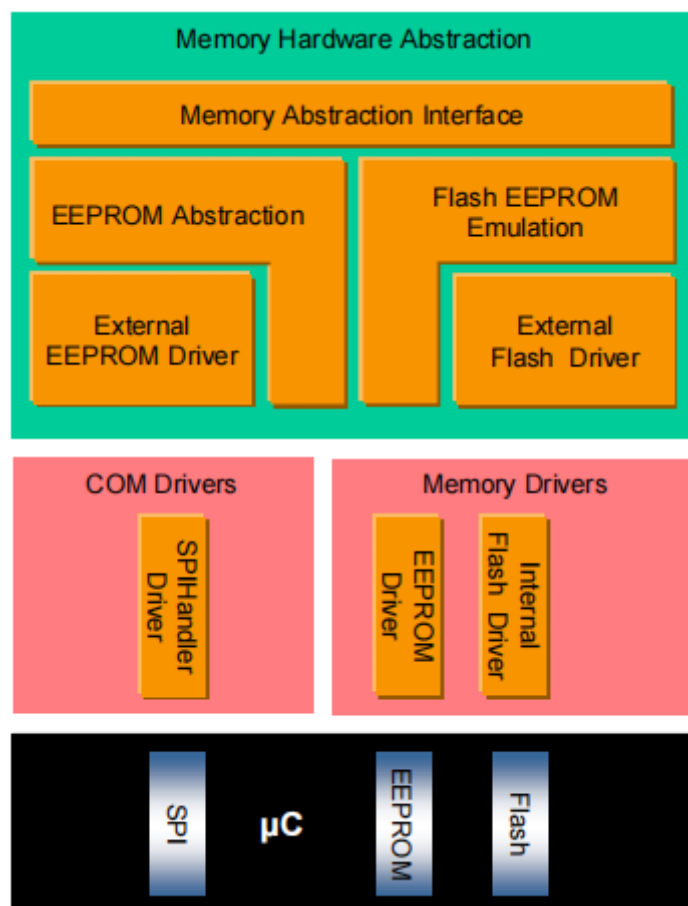 Memory Hardware Abstraction
Memory Abstraction Interface
EEPROM Abstraction
Flash EEPROM
Emulation
External
EEPROM Driver
External
Flash Driver
COM Drivers
SPIHandler
Driver
Memory Drivers
EEPROM
Driver
Internal
Flash Driver
SPI
µC
EEPROM
Flash